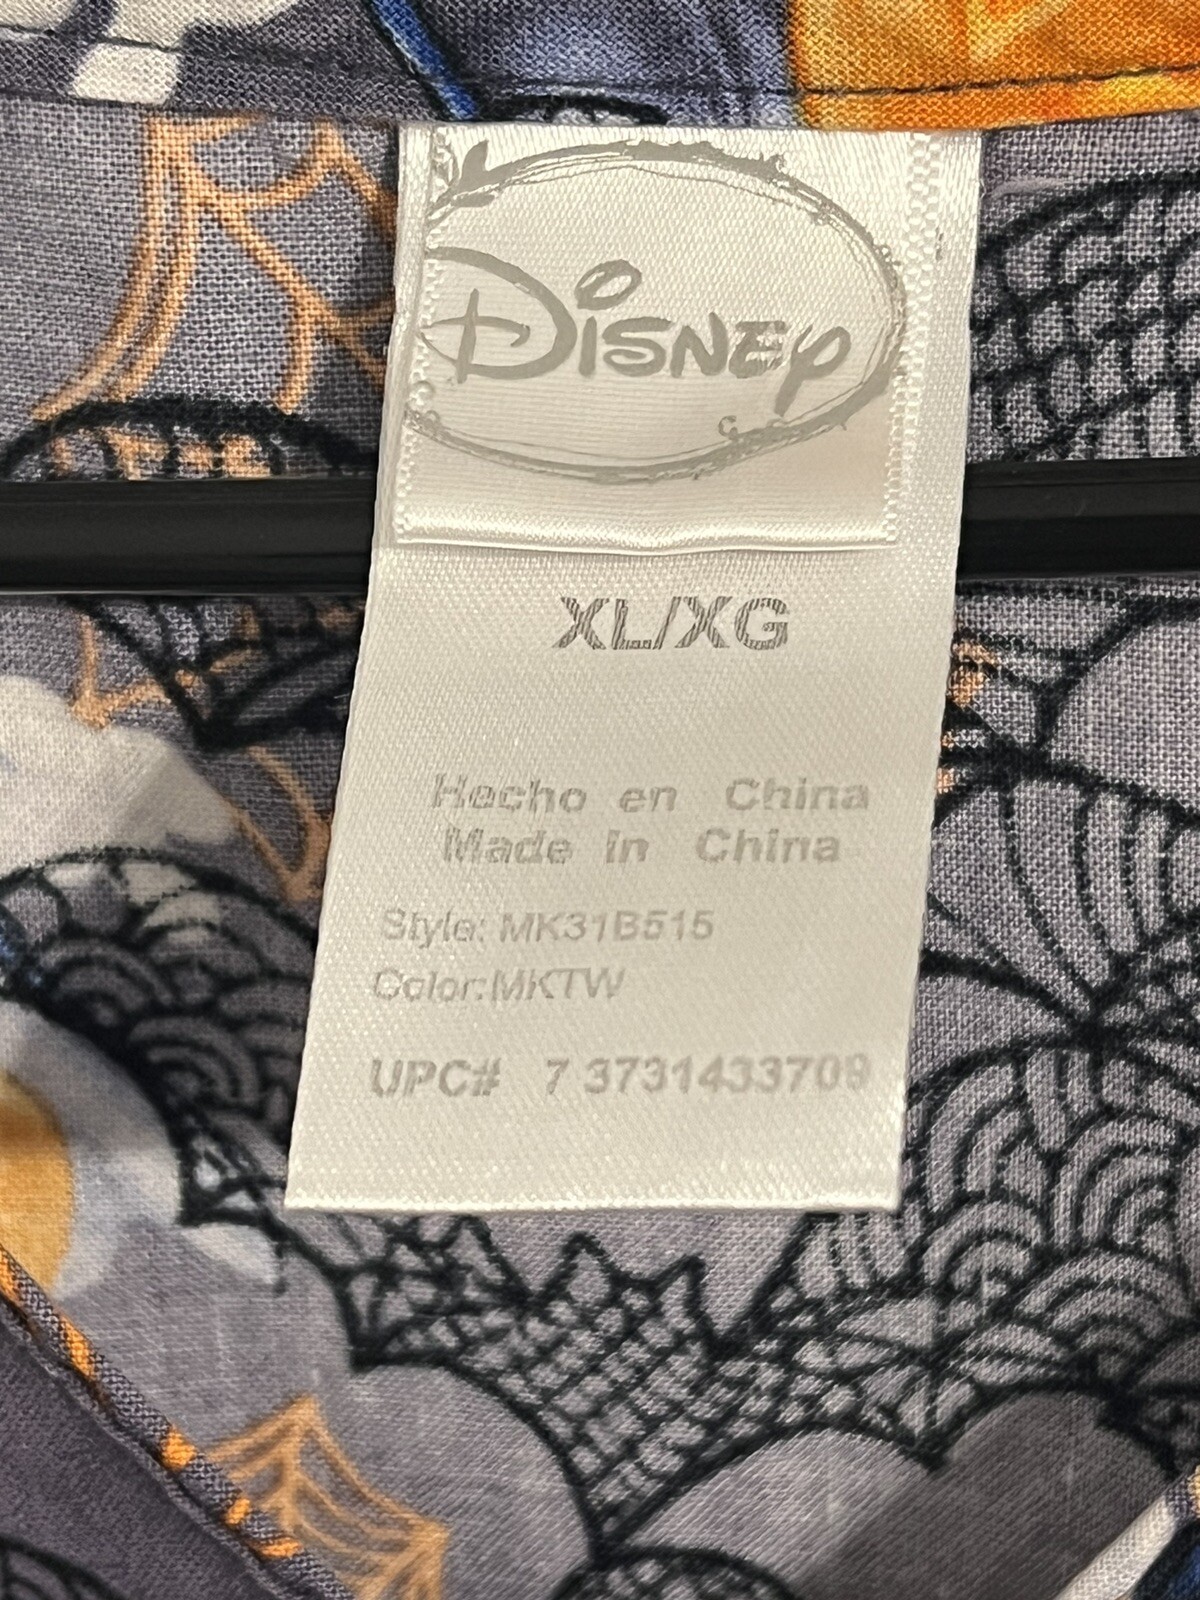 Disney
XL/XG
Hecho en China
Made in China
Style: MK31B515
Color:MKTW
UPC# 7 3731433709